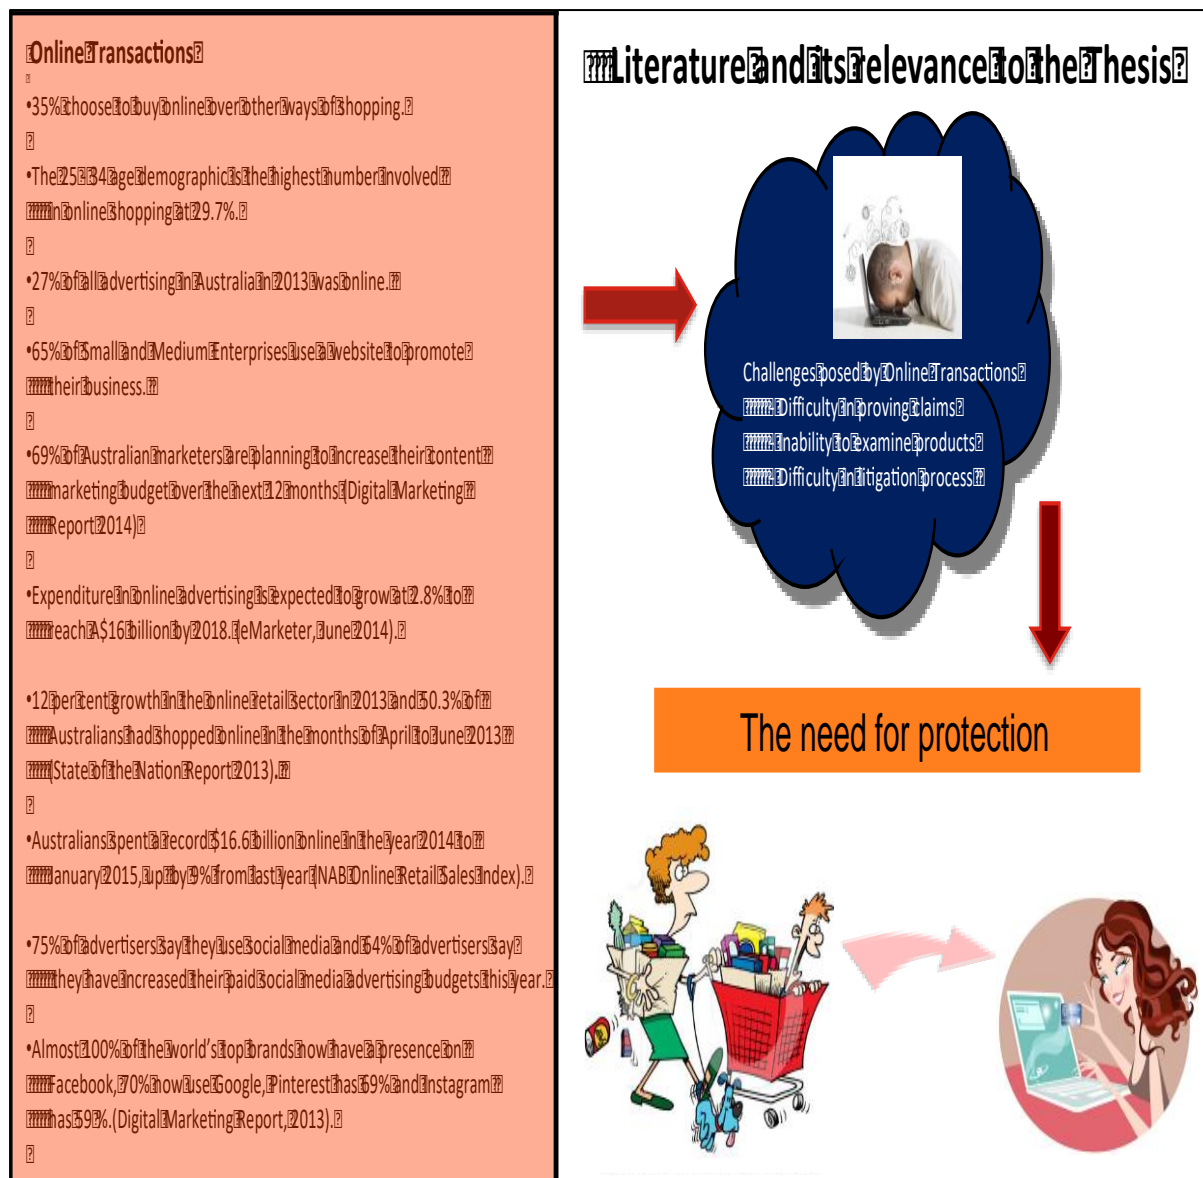 Online Transactions
•35% choose to buy online over other ways of shopping.
•The 25 - 34 age demographic is the highest number involved
in online shopping at 29.7%.
•27% of all advertising in Australia in 2013 was online.
•65% of Small and Medium Enterprises use a website to promote
their business.
•69% of Australian marketers are planning to increase their content
marketing budget over the next 12 months (Digital Marketing
Report 2014)
•Expenditure in online advertising is expected to grow at 2.8% to
reach A$16 billion by 2018. (eMarketer, June 2014).
•12 per cent growth in the online retail sector in 2013 and 50.3% of
Australians had shopped online in the months of April to June 2013
(State of the Nation Report 2013).
•Australians spent a record $16.6 billion online in the year 2014 to
January 2015, up by 9% from last year (NAB Online Retail Sales Index).
•75% of advertisers say they use social media and 64% of advertisers say
they have increased their paid social media advertising budgets this year.
•Almost 100% of the world's top brands now have a presence on
Facebook, 70% now use Google, Pinterest has 69% and Instagram
has 59 %.(Digital Marketing Report, 2013).
Literature and its relevance to the Thesis
Challenges posed by Online Transactions
- Difficulty in proving claims
- Inability to examine products
- Difficulty in litigation process
The need for protection